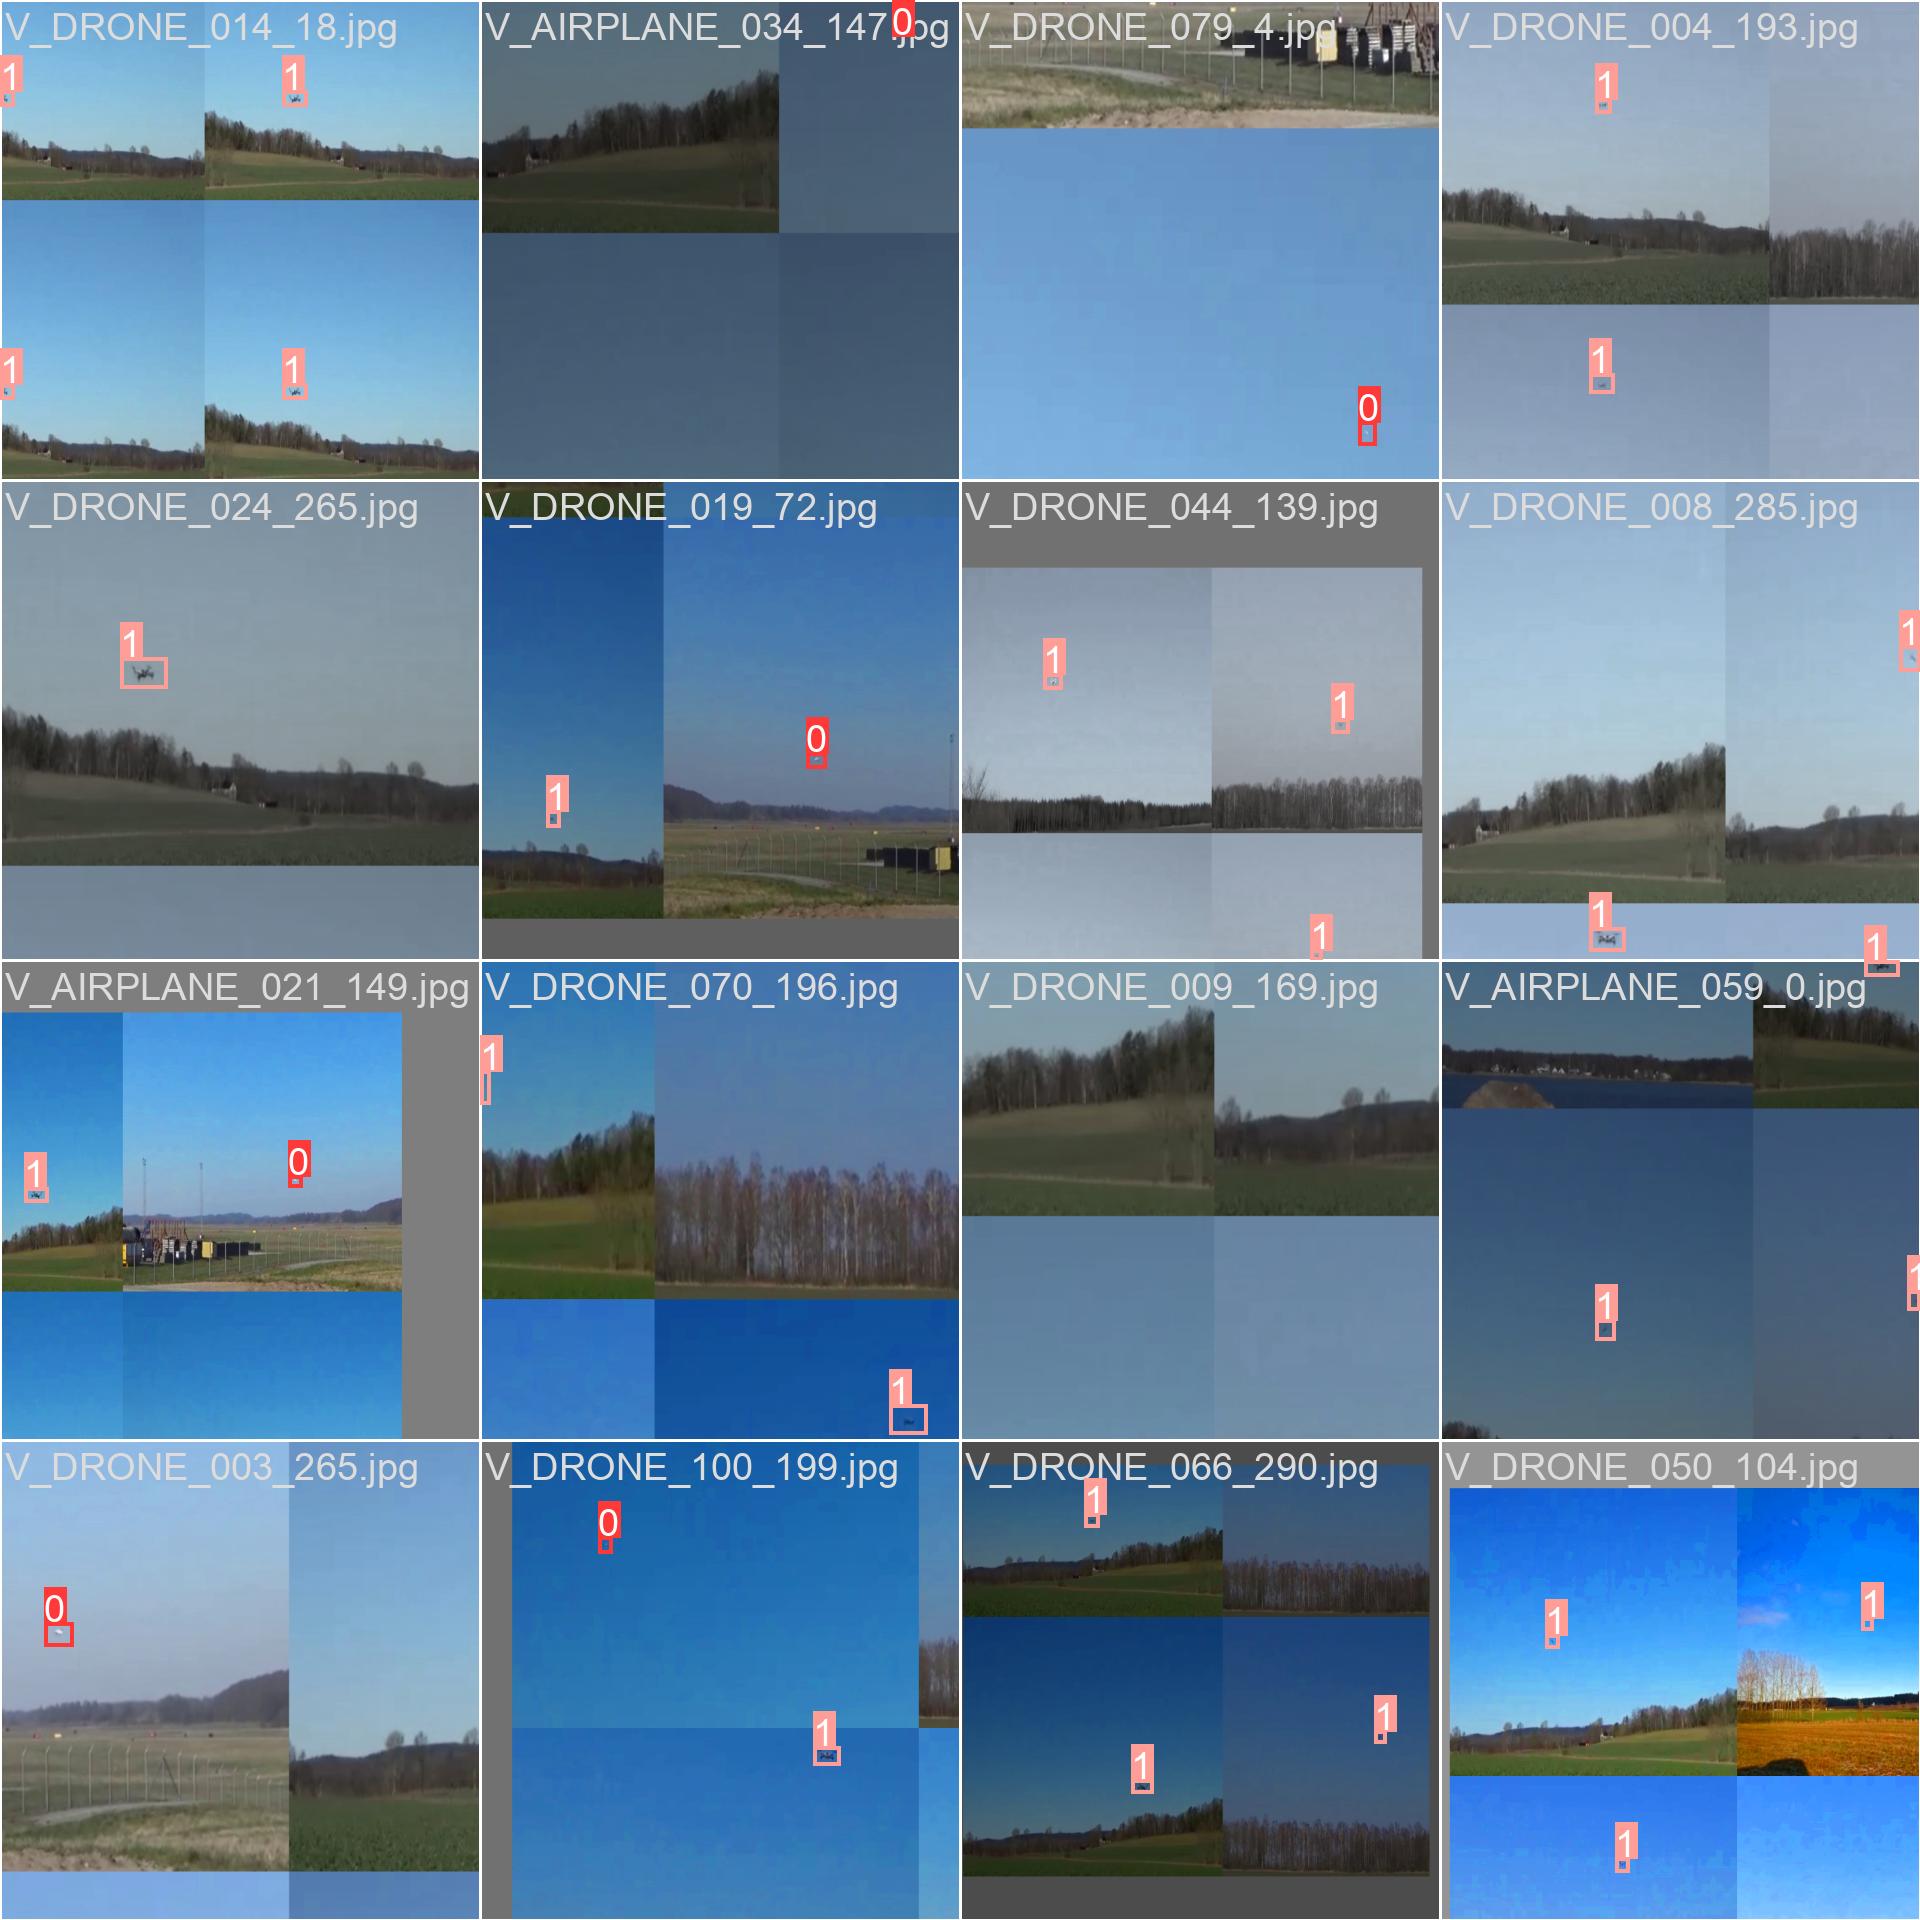 V_DRONE_014_18.jpg
V_AIRPLANE_034_147.jpg
0
V_DRONE_079_4.jpg
V_DRONE_004_193.jpg
1
1
1
1
1
1
0
V_DRONE_024_265.jpg
V_DRONE_019_72.jpg
V_DRONE_044_139.jpg
V_DRONE_008_285.jpg
1
1
0
1
1
1
1
1
1
V_AIRPLANE_021_149.jpg
V_DRONE_070_196.jpg
V_DRONE_009_169.jpg
V_AIRPLANE_059_0.jpg
1
1
1
0
1
1
1
V_DRONE_003_265.jpg
V_DRONE_100_199.jpg
V_DRONE_066_290.jpg
V_DRONE_050_104.jpg
0
0
1
1
1
1
1
1
1